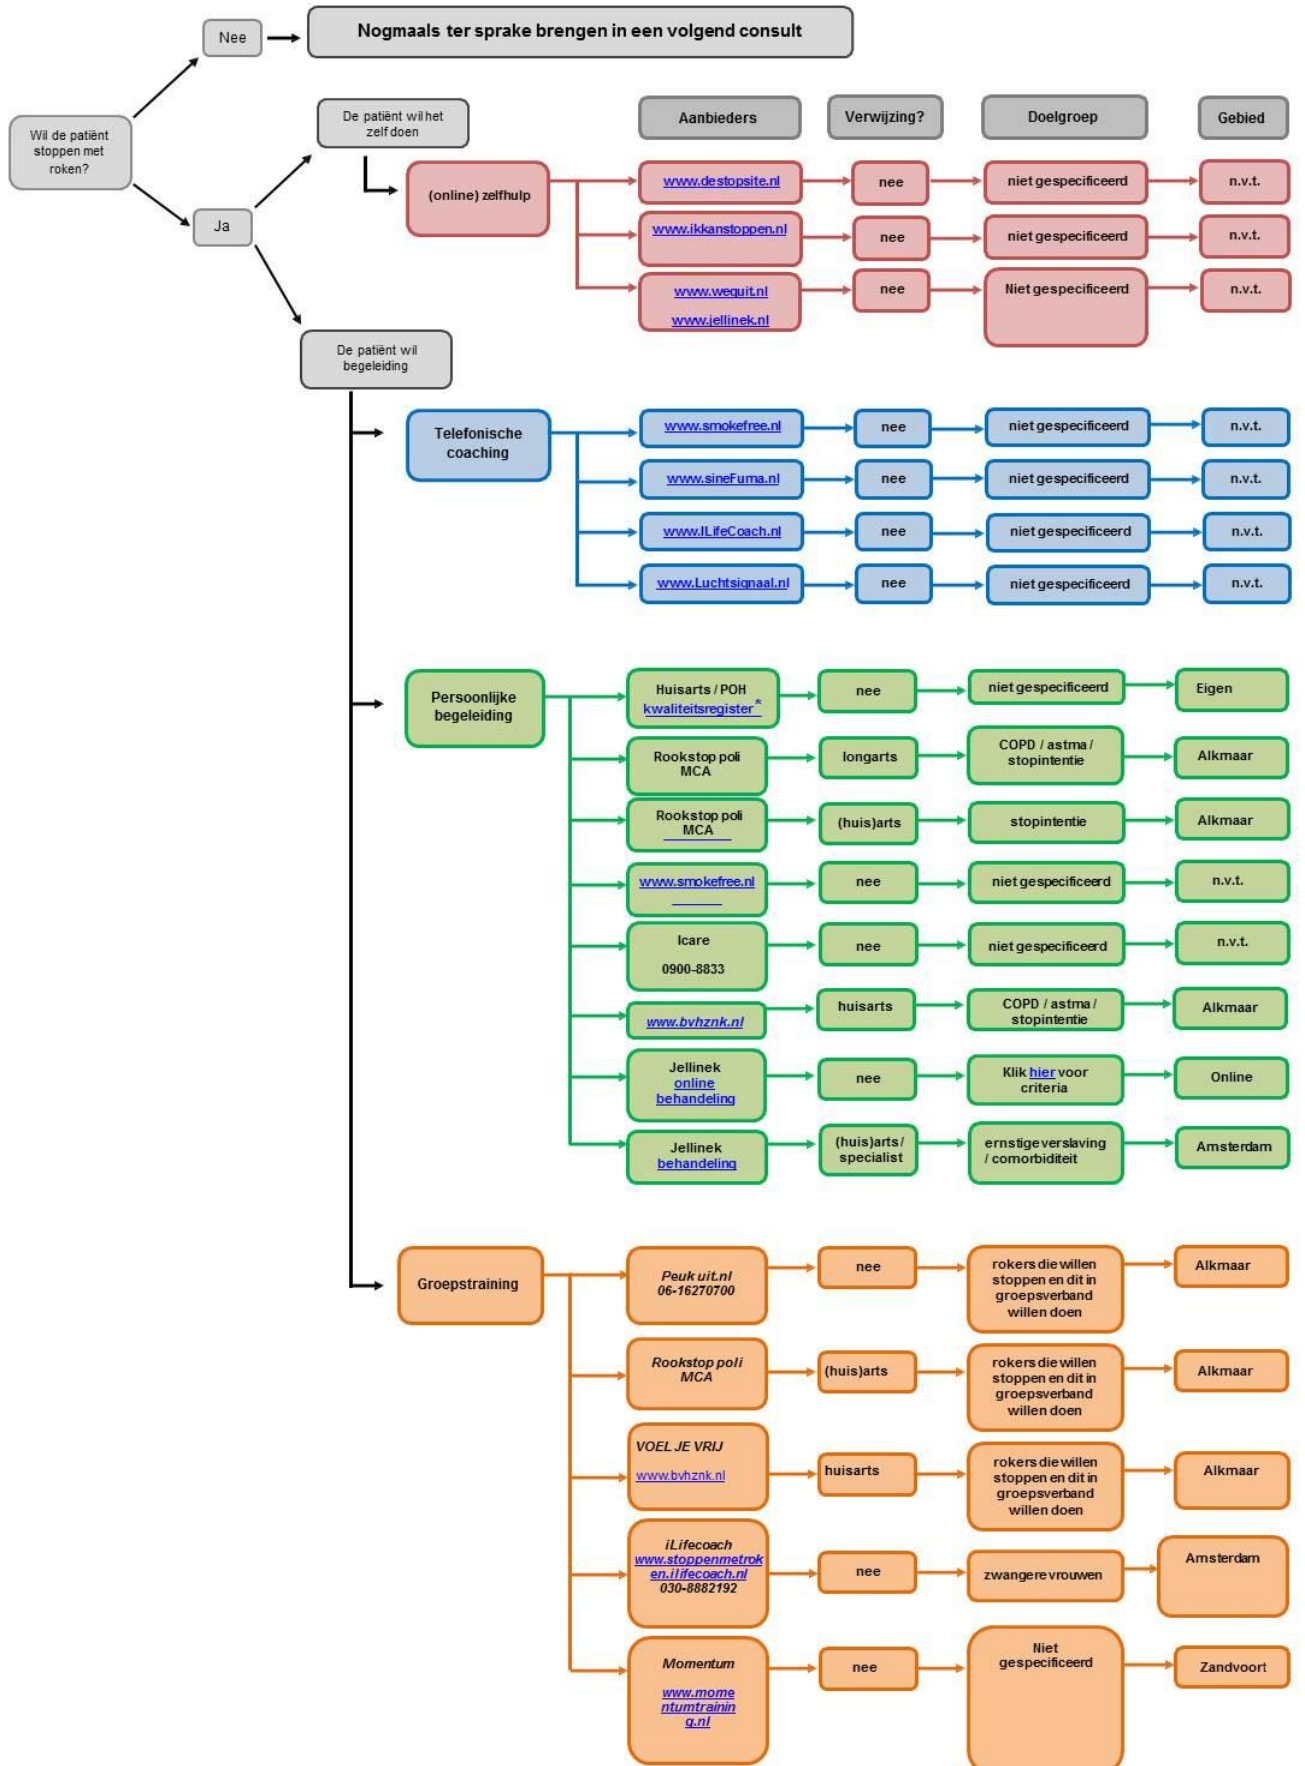 Nee
Nogmaals ter sprake brengen in een volgend consult
Wil de patiënt
stoppen met
roken?
Ja
De patiënt wil het
zelf doen
Aanbieders
Verwijzing?
Doelgroep
Gebied
(online) zelfhulp
www.destopsite.nl
nee
niet gespecificeerd
n.v.t.
www.ikkanstoppen.nl
nee
niet gespecificeerd
n.v.t.
www.wequit.nl
www.jellinek.nl
nee
Niet gespecificeerd
n.v.t.
De patiënt wil
begeleiding
Telefonische
coaching
www.smokefree.nl
nee
niet gespecificeerd
n.v.t.
www.sineFuma.nl
nee
niet gespecificeerd
n.v.t.
www.ILifeCoach.nl
nee
niet gespecificeerd
n.v.t.
www.Luchtsignaal.nl
nee
niet gespecificeerd
n.v.t.
Persoonlijke
begeleiding
Huisarts / POH
kwaliteitsregister*
nee
niet gespecificeerd
Eigen
Rookstop poli
MCA
longarts
COPD / astma /
stopintentie
Alkmaar
Rookstop poli
MCA
(huis)arts
stopintentie
Alkmaar
www.smokefree.nl
nee
niet gespecificeerd
n.v.t.
Icare
0900-8833
nee
niet gespecificeerd
n.v.t.
www.bvhznk.nl
huisarts
COPD / astma /
stopintentie
Alkmaar
Jellinek
online
behandeling
nee
Klik hier voor
criteria
Online
Jellinek
behandeling
(huis)arts /
specialist
ernstige verslaving
/ comorbiditeit
Amsterdam
Groepstraining
Peuk uit.nl
06-16270700
nee
rokers die willen
stoppen en dit in
groepsverband
willen doen
Alkmaar
Rookstop poli
MCA
(huis)arts
rokers die willen
stoppen en dit in
groepsverband
willen doen
Alkmaar
VOEL JE VRIJ
www.bvhznk.nl
huisarts
rokers die willen
stoppen en dit in
groepsverband
willen doen
Alkmaar
iLifecoach
www.stoppenmetrok
en.ilifecoach.nl
030-8882192
nee
zwangere vrouwen
Amsterdam
Momentum
www.mome
ntumtrainin
g.nl
nee
Niet
gespecificeerd
Zandvoort